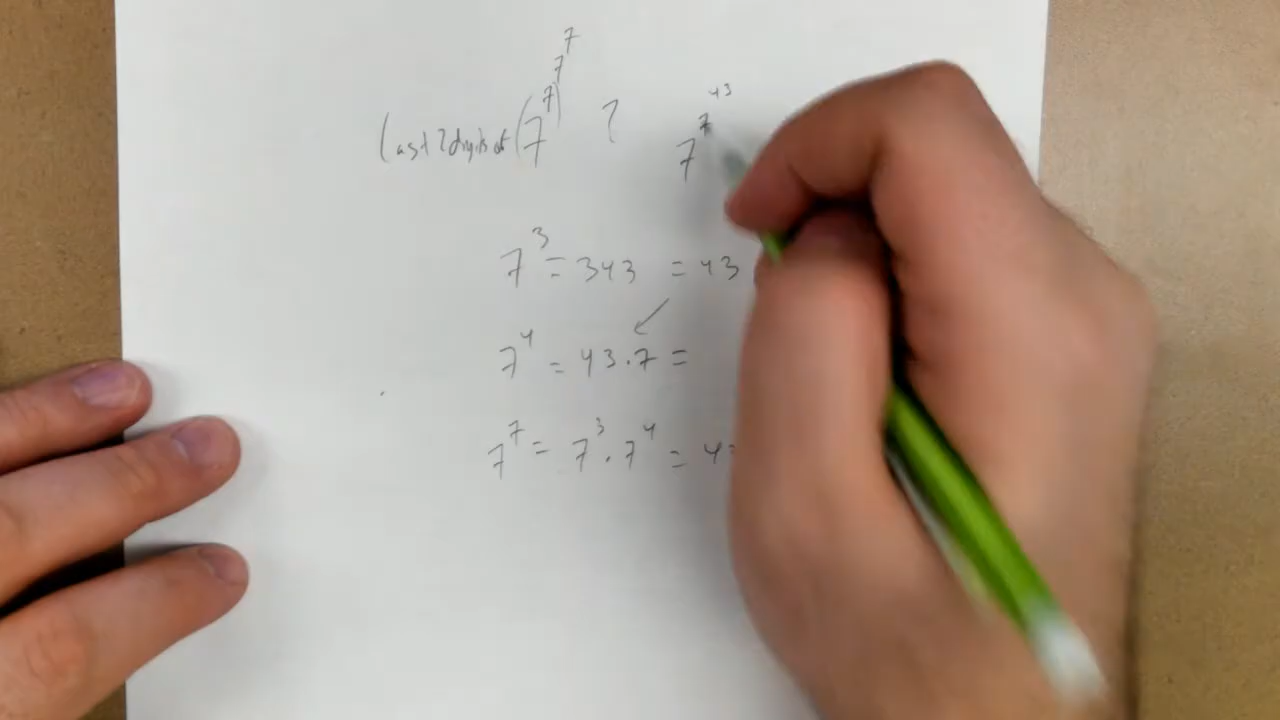 last 2 digits of (7^7)^7^7 ? 7^7^43
7^3 = 343 = 43
7^4 = 43.7 =
7^7 = 7^3 . 7^4 = 43